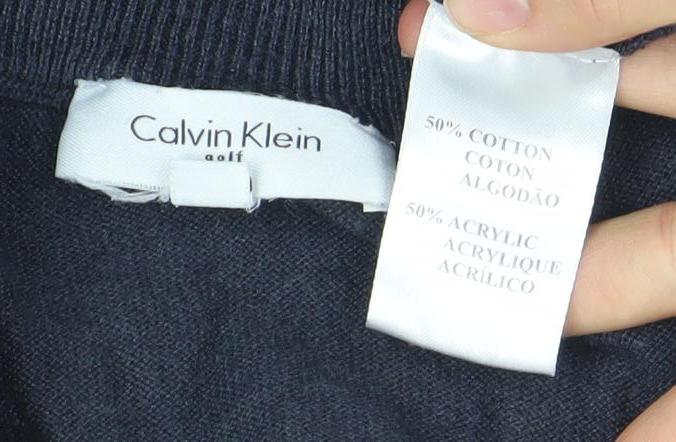 Calvin Klein
golf
50% COTTON
COTON
ALGODÃO
50% ACRYLIC
ACRYLIQUE
ACRÍLICO